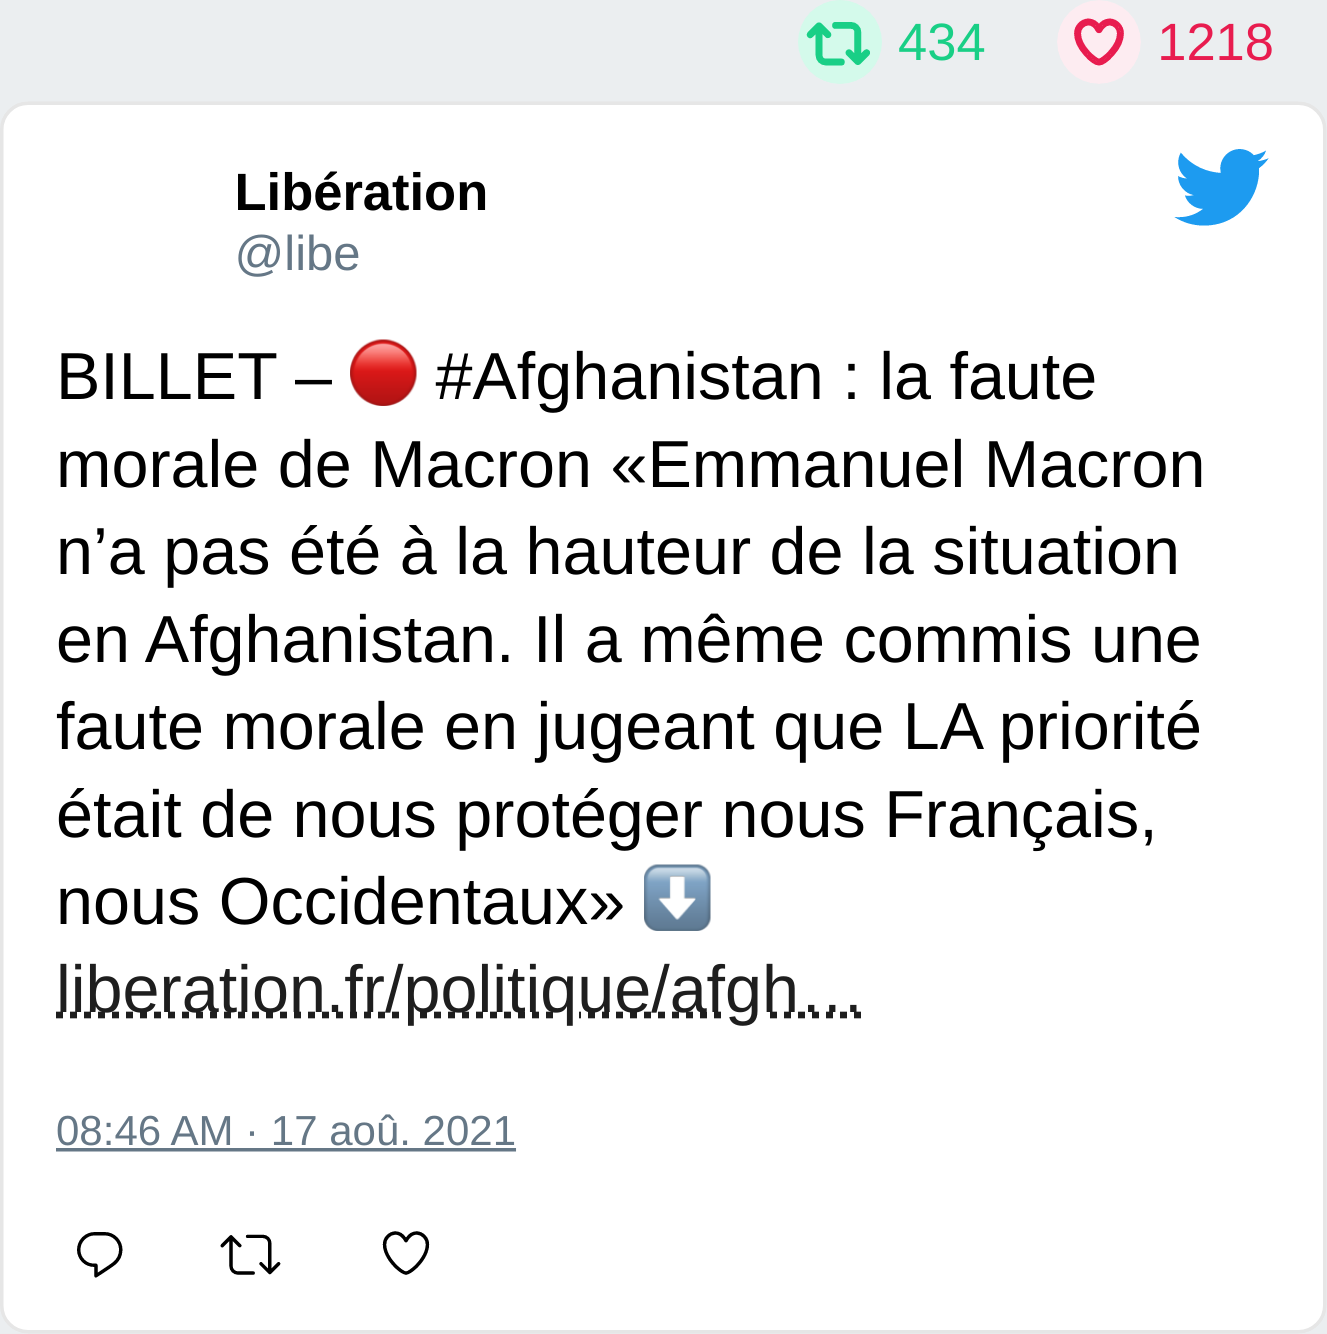 434 1218
Libération
@libe
BILLET – 🔴 #Afghanistan : la faute
morale de Macron «Emmanuel Macron
n’a pas été à la hauteur de la situation
en Afghanistan. Il a même commis une
faute morale en jugeant que LA priorité
était de nous protéger nous Français,
nous Occidentaux» ⬇️
liberation.fr/politique/afgh…
08:46 AM · 17 aoû. 2021